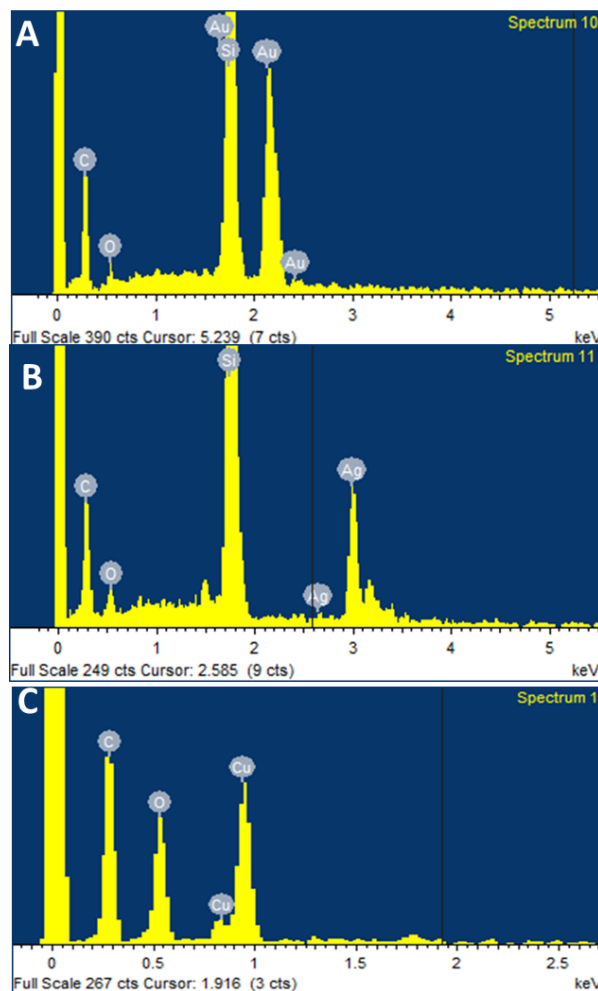 A
Spectrum 10
Au
Si
Au
C
O
Au
0 1 2 3 4 5
Full Scale 390 cts Cursor: 5.239 (7 cts) keV
B
Spectrum 11
Si
Ag
C
O
Ag
0 1 2 3 4 5
Full Scale 249 cts Cursor: 2.585 (9 cts) keV
C
Spectrum 1
C
Cu
O
Cu
0 0.5 1 1.5 2 2.5
Full Scale 267 cts Cursor: 1.916 (3 cts) keV